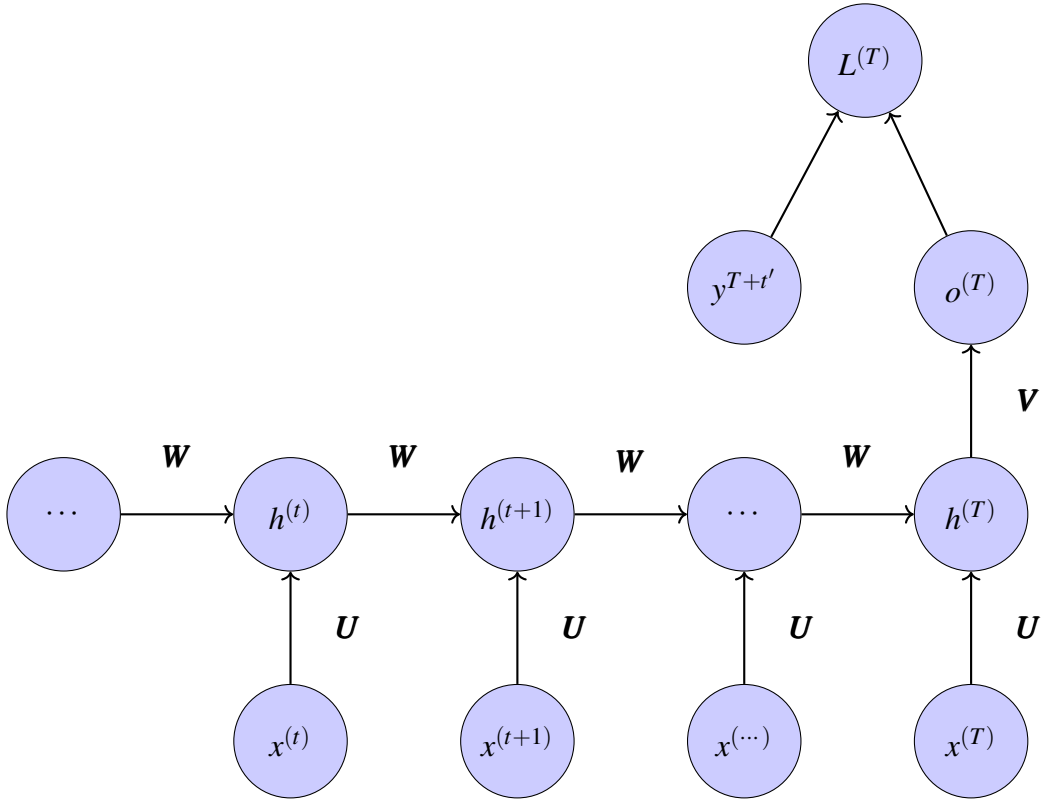 L^(T)
y^T+t′ o^(T)
V
W W W W
⋯ h^(t) h^(t+1) ⋯ h^(T)
U U U U
x^(t) x^(t+1) x^(⋯) x^(T)